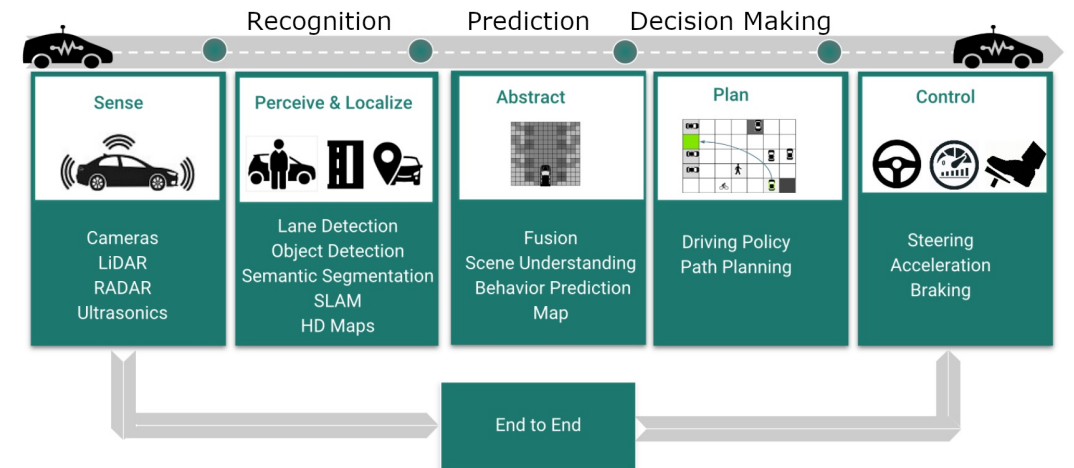 Recognition
Prediction
Decision Making
Sense
Perceive & Localize
Abstract
Plan
Control
Cameras
LiDAR
RADAR
Ultrasonics
Lane Detection
Object Detection
Semantic Segmentation
SLAM
HD Maps
Fusion
Scene Understanding
Behavior Prediction
Map
Driving Policy
Path Planning
Steering
Acceleration
Braking
End to End